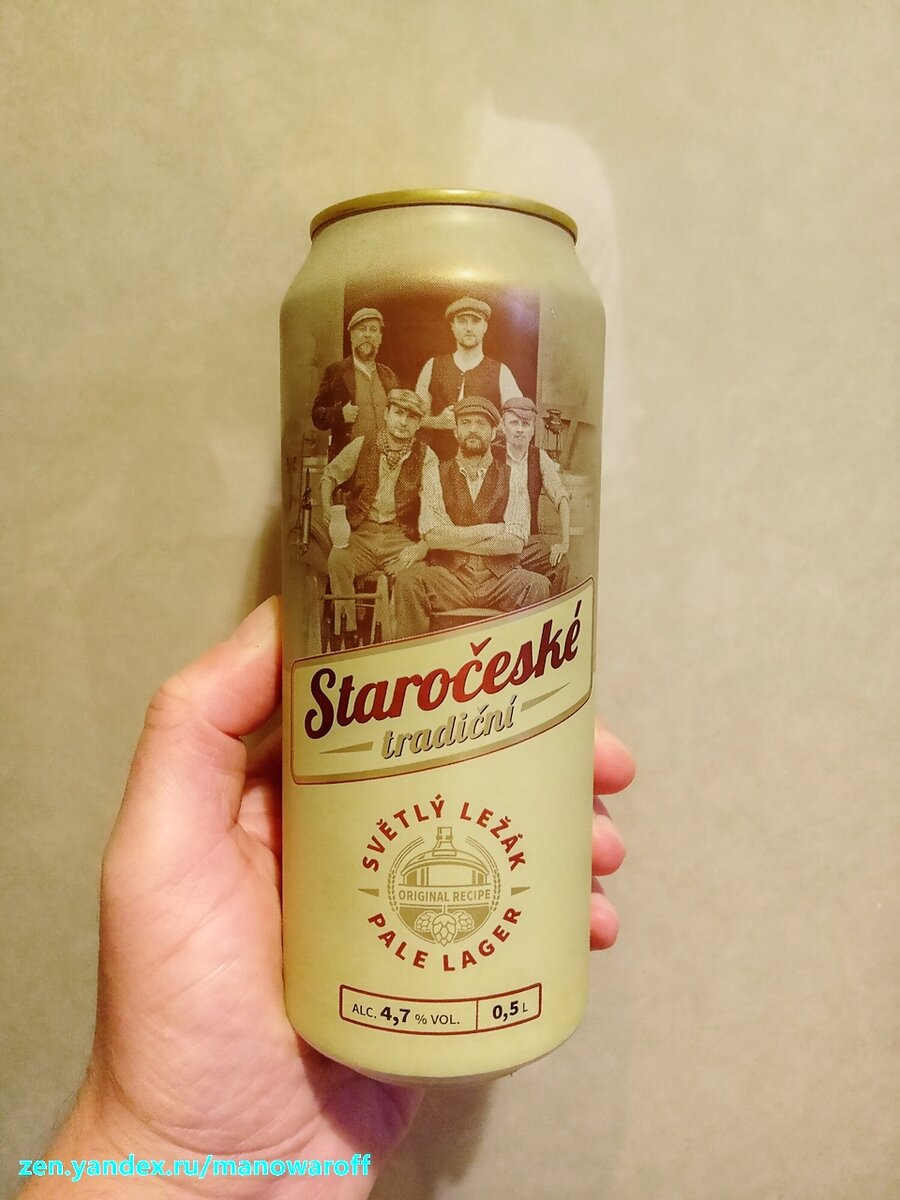 Staročeské
tradiční
SVĚTLÝ LEŽÁK
ORIGINAL RECIPE
PALE LAGER
ALC. 4,7 % VOL. 0,5 L
zen.yandex.ru/manowaroff